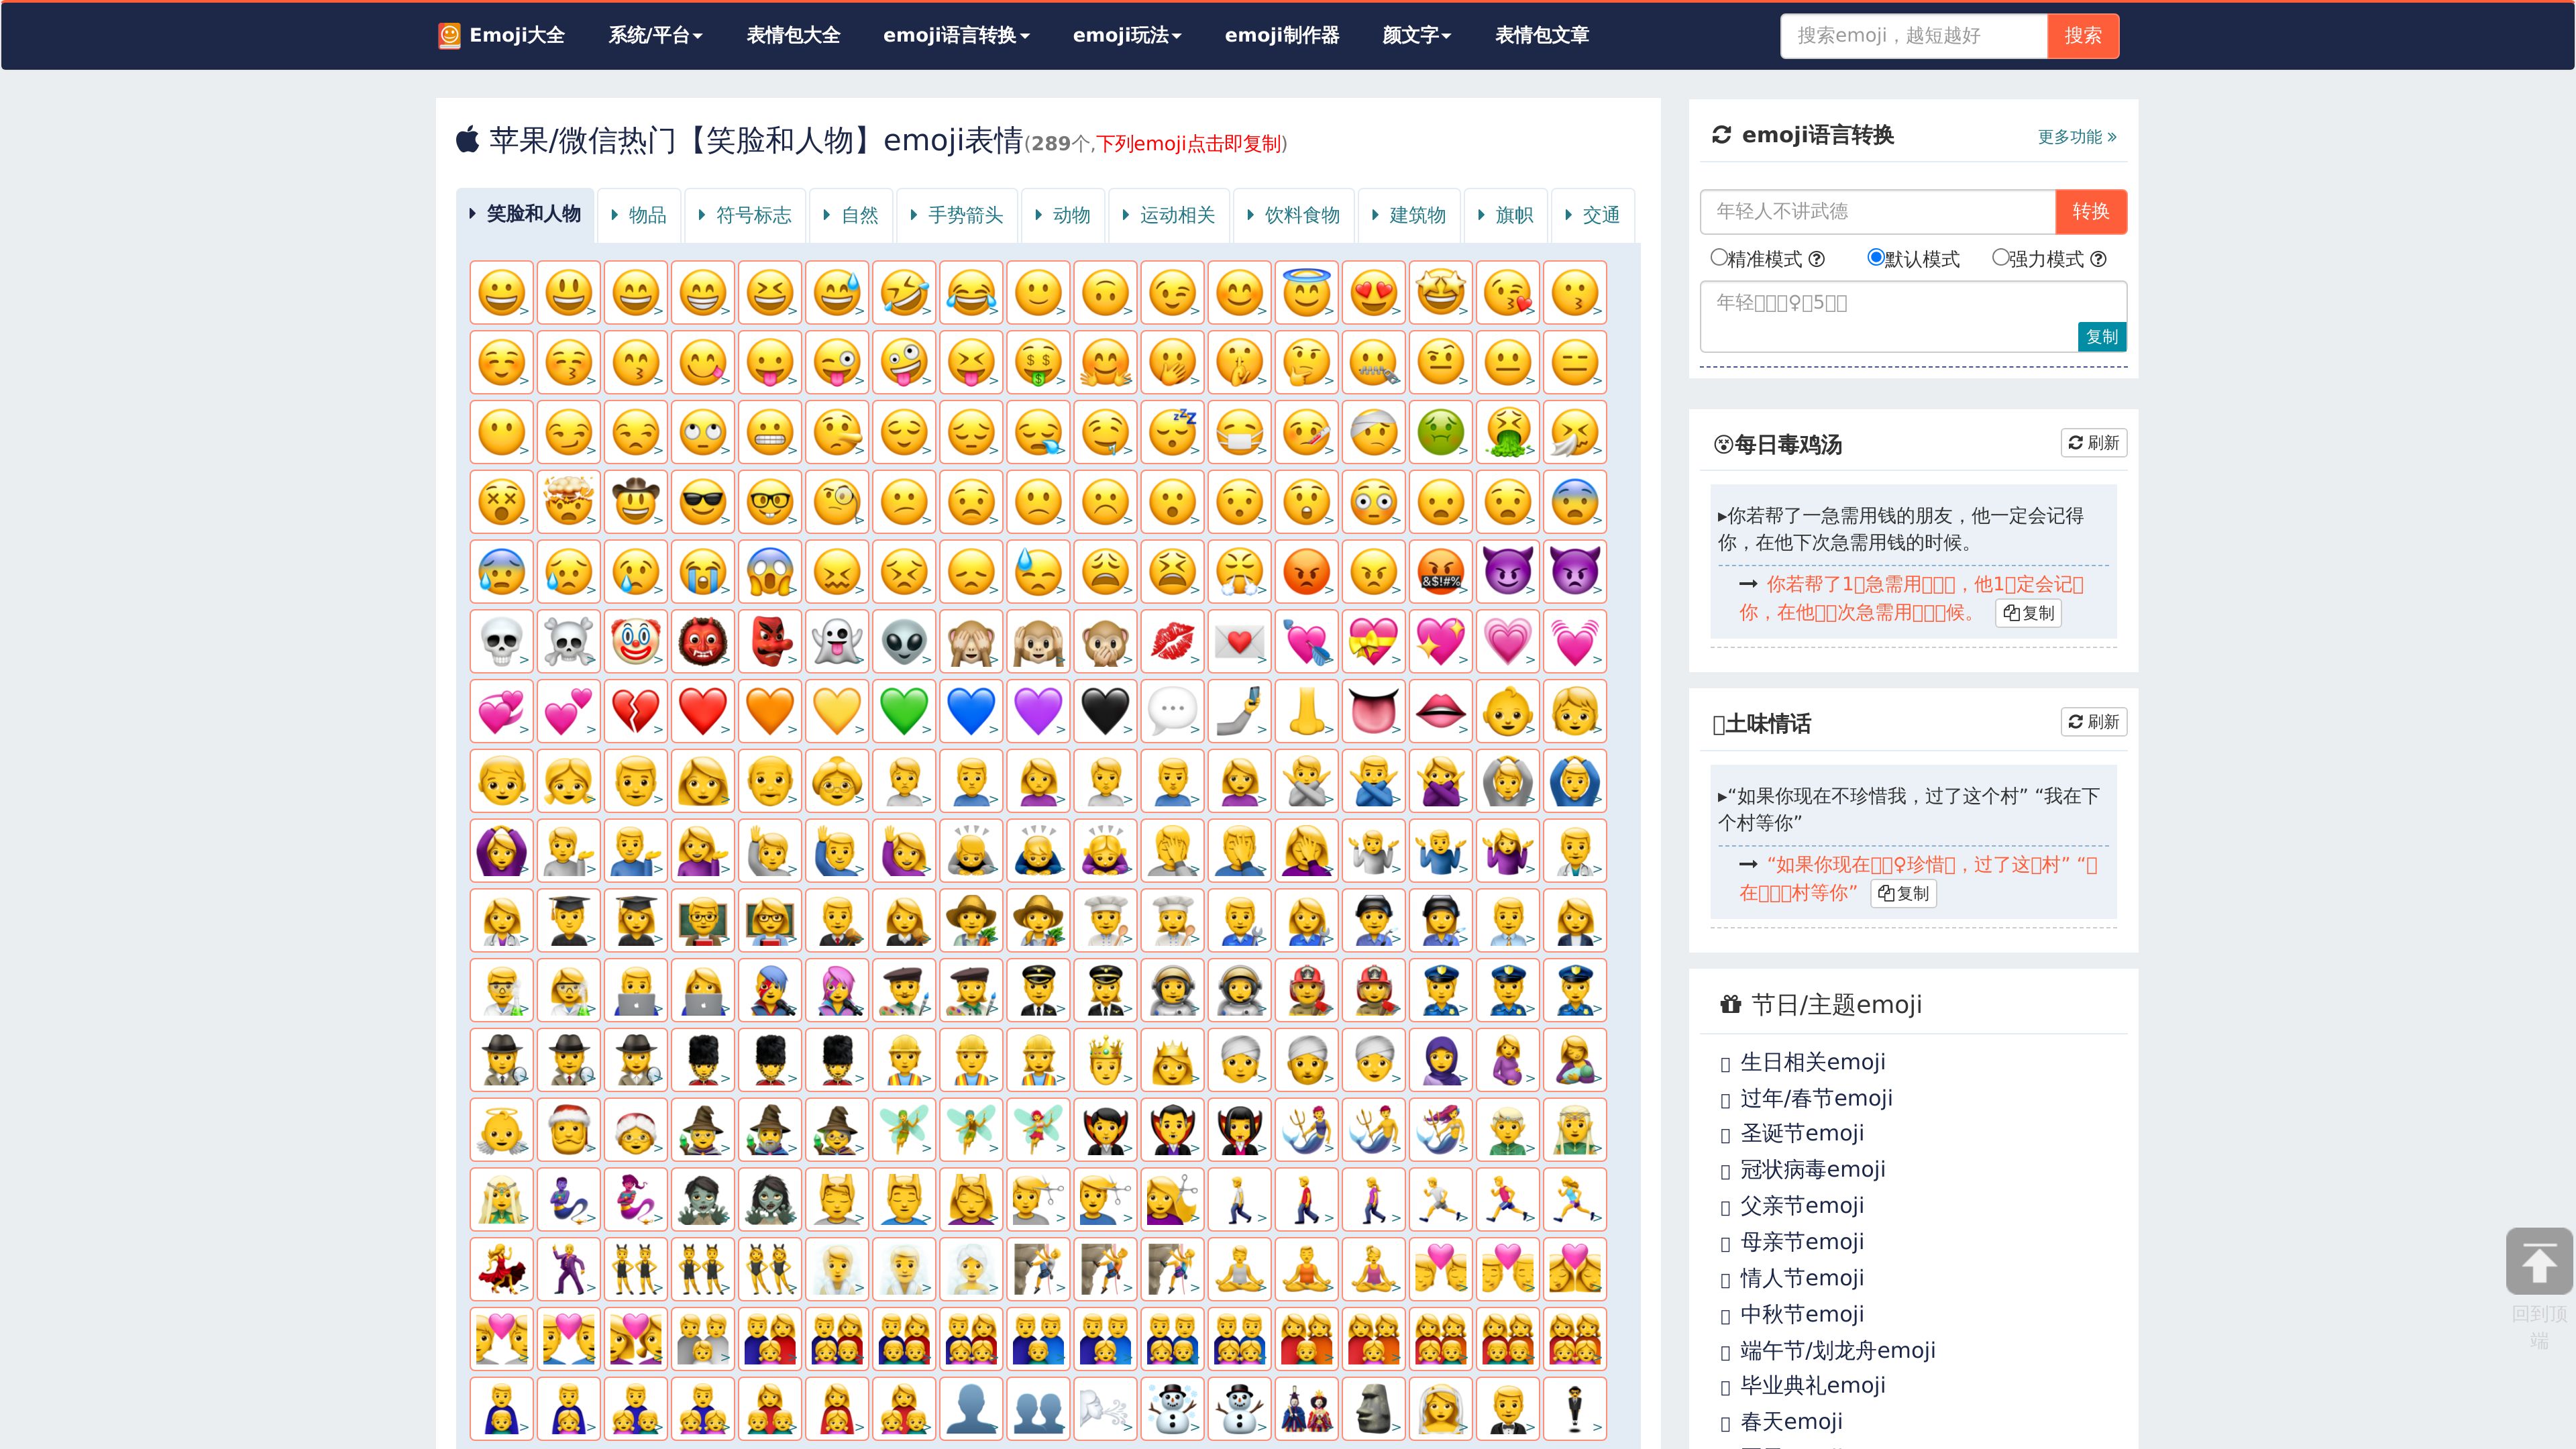 Emoji大全 系统/平台 表情包大全 emoji语言转换 emoji玩法 emoji制作器 颜文字 表情包文章 搜索emoji，越短越好 搜索
苹果/微信热门【笑脸和人物】emoji表情(289个,下列emoji点击即复制)
笑脸和人物 物品 符号标志 自然 手势箭头 动物 运动相关 饮料食物 建筑物 旗帜 交通
emoji语言转换 更多功能 »
年轻人不讲武德 转换
精准模式 默认模式 强力模式
年轻▯▯▯♀▯5▯▯
复制
每日毒鸡汤 刷新
▸你若帮了一急需用钱的朋友，他一定会记得
你，在他下次急需用钱的时候。
→ 你若帮了1▯急需用▯▯▯，他1▯定会记▯
你，在他▯▯次急需用▯▯▯候。 复制
▯土味情话 刷新
▸“如果你现在不珍惜我，过了这个村” “我在下
个村等你”
→ “如果你现在▯▯♀珍惜▯，过了这▯村” “▯
在▯▯▯村等你” 复制
节日/主题emoji
▯ 生日相关emoji
▯ 过年/春节emoji
▯ 圣诞节emoji
▯ 冠状病毒emoji
▯ 父亲节emoji
▯ 母亲节emoji
▯ 情人节emoji
▯ 中秋节emoji
▯ 端午节/划龙舟emoji
▯ 毕业典礼emoji
▯ 春天emoji
回到顶
端
&$!#%